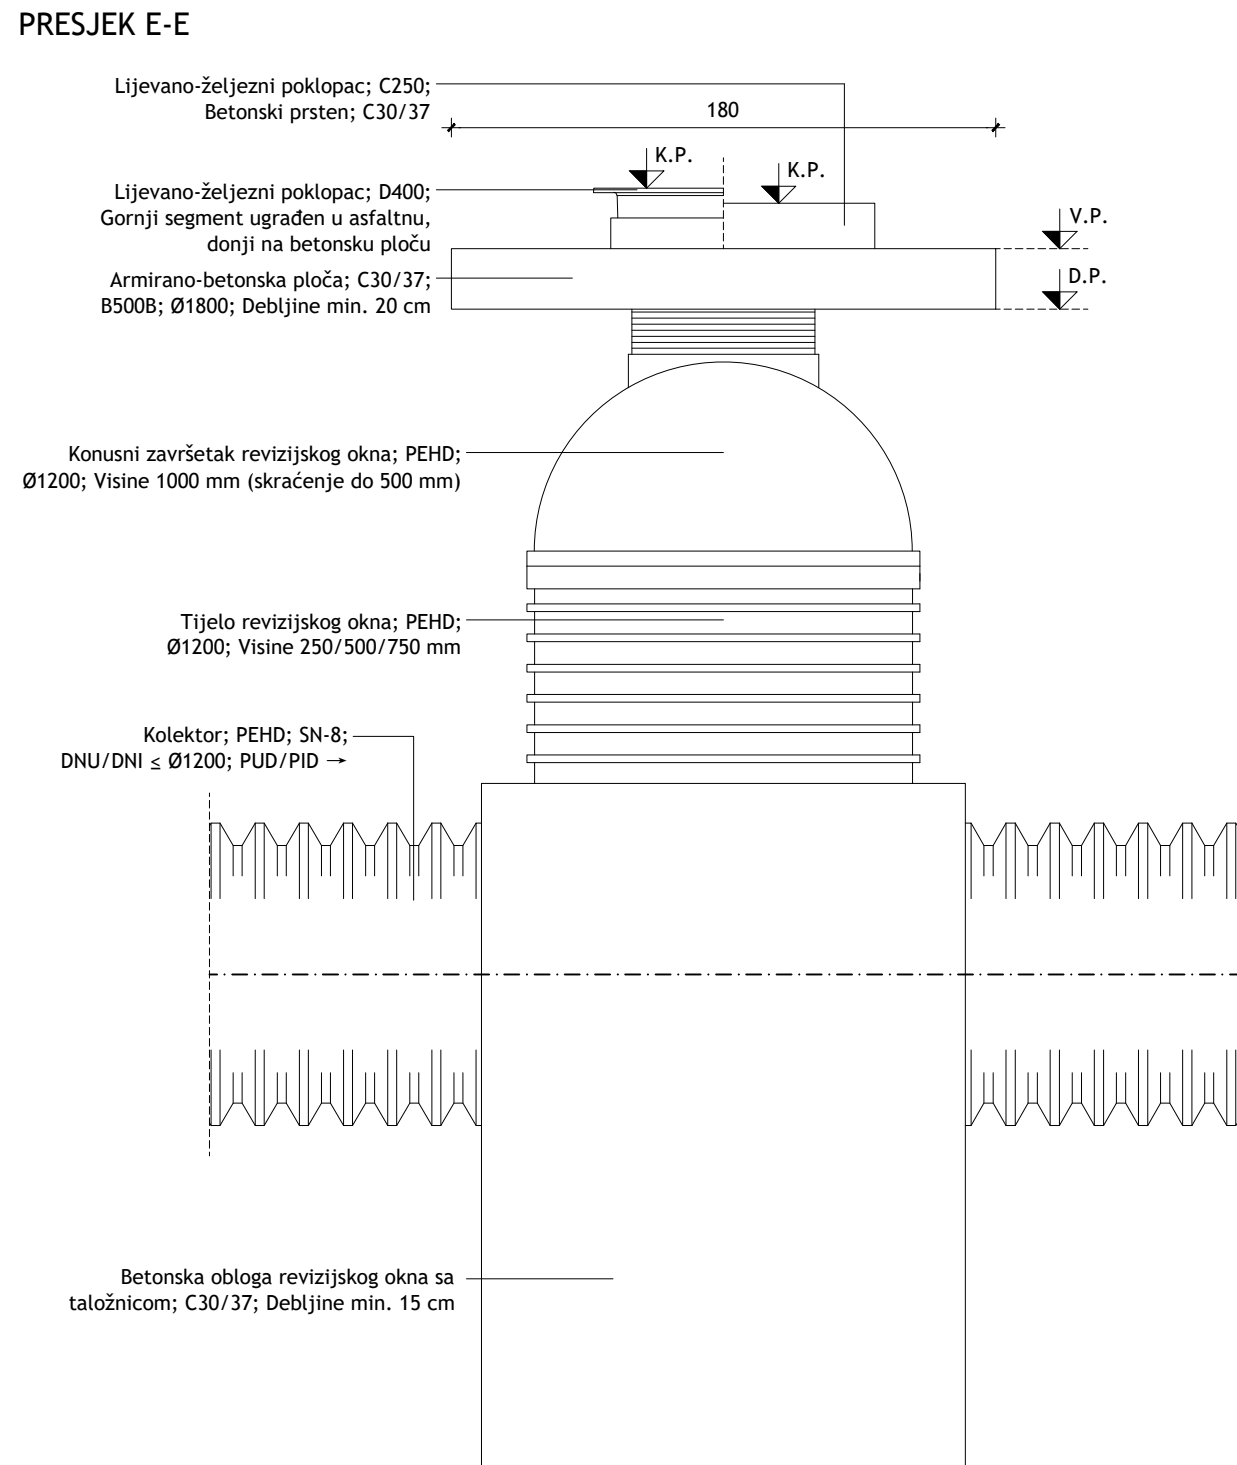 PRESJEK E-E
Lijevano-željezni poklopac; C250;
Betonski prsten; C30/37
180
K.P.
K.P.
Lijevano-željezni poklopac; D400;
Gornji segment ugrađen u asfaltnu,
donji na betonsku ploču
V.P.
Armirano-betonska ploča; C30/37;
B500B; Ø1800; Debljine min. 20 cm
D.P.
Konusni završetak revizijskog okna; PEHD;
Ø1200; Visine 1000 mm (skraćenje do 500 mm)
Tijelo revizijskog okna; PEHD;
Ø1200; Visine 250/500/750 mm
Kolektor; PEHD; SN-8;
DNU/DNI ≤ Ø1200; PUD/PID →
Betonska obloga revizijskog okna sa
taložnicom; C30/37; Debljine min. 15 cm